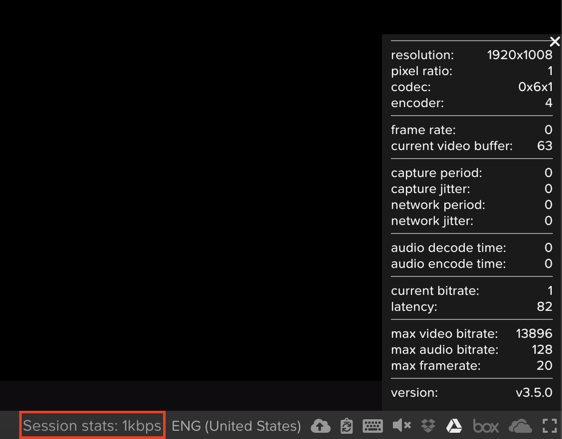 resolution: 1920x1008
pixel ratio: 1
codec: 0x6x1
encoder: 4
frame rate: 0
current video buffer: 63
capture period: 0
capture jitter: 0
network period: 0
network jitter: 0
audio decode time: 0
audio encode time: 0
current bitrate: 1
latency: 82
max video bitrate: 13896
max audio bitrate: 128
max framerate: 20
version: v3.5.0
Session stats: 1kbps ENG (United States) box